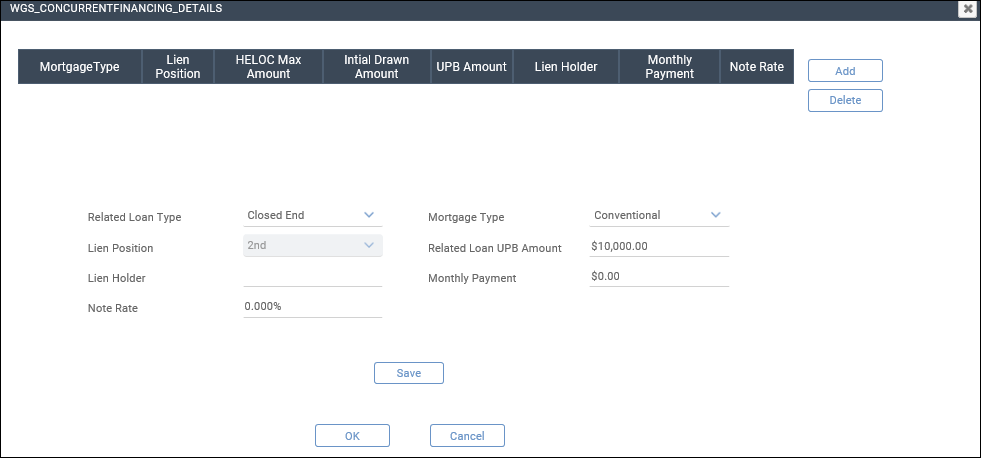 WGS_CONCURRENTFINANCING_DETAILS
MortgageType Lien Position HELOC Max Amount Intial Drawn Amount UPB Amount Lien Holder Monthly Payment Note Rate
Add
Delete
Related Loan Type Closed End Mortgage Type Conventional
Lien Position 2nd Related Loan UPB Amount $10,000.00
Lien Holder Monthly Payment $0.00
Note Rate 0.000%
Save
OK Cancel